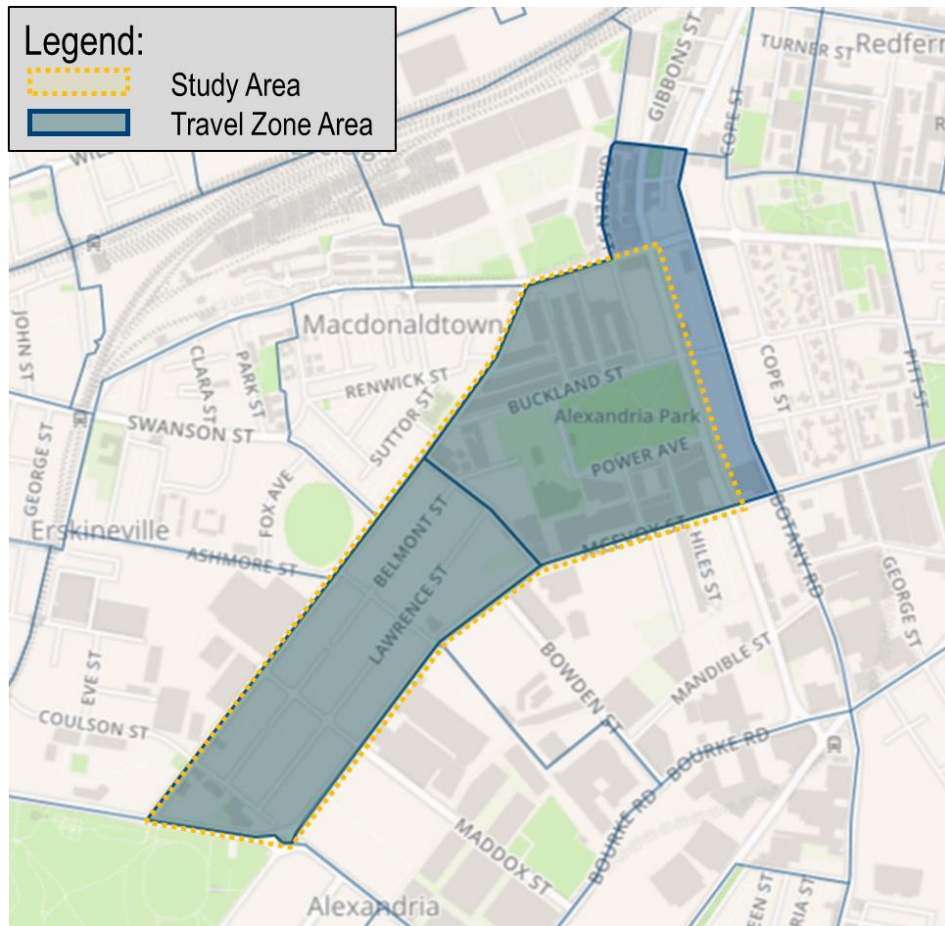 Legend:
Study Area
Travel Zone Area
GIBBONS ST
TURNER ST
Redfern
COPE ST
Macdonaldtown
JOHN ST
CLARA ST
PARK ST
RENWICK ST
SUTTOR ST
BUCKLAND ST
Alexandria Park
POWER AVE
COPE ST
PITT ST
SWANSON ST
GEORGE ST
FOX AVE
Erskineville
ASHMORE ST
BELMONT ST
LAWRENCE ST
MCEVOY ST
HILES ST
BOTANY RD
GEORGE ST
EVE ST
COULSON ST
BOWDEN ST
MANDIBLE ST
BOURKE RD
BOURKE RD
MADDOX ST
Alexandria